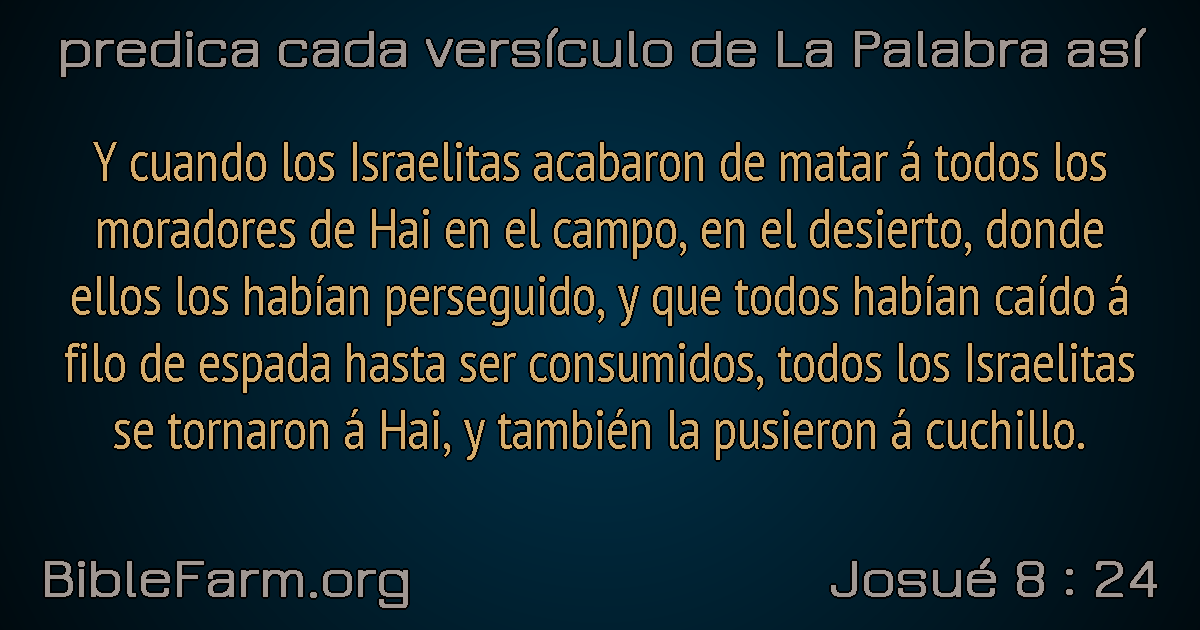 predica cada versículo de La Palabra así
Y cuando los Israelitas acabaron de matar á todos los
moradores de Hai en el campo, en el desierto, donde
ellos los habían perseguido, y que todos habían caído á
filo de espada hasta ser consumidos, todos los Israelitas
se tornaron á Hai, y también la pusieron á cuchillo.
BibleFarm.org
Josué 8 : 24